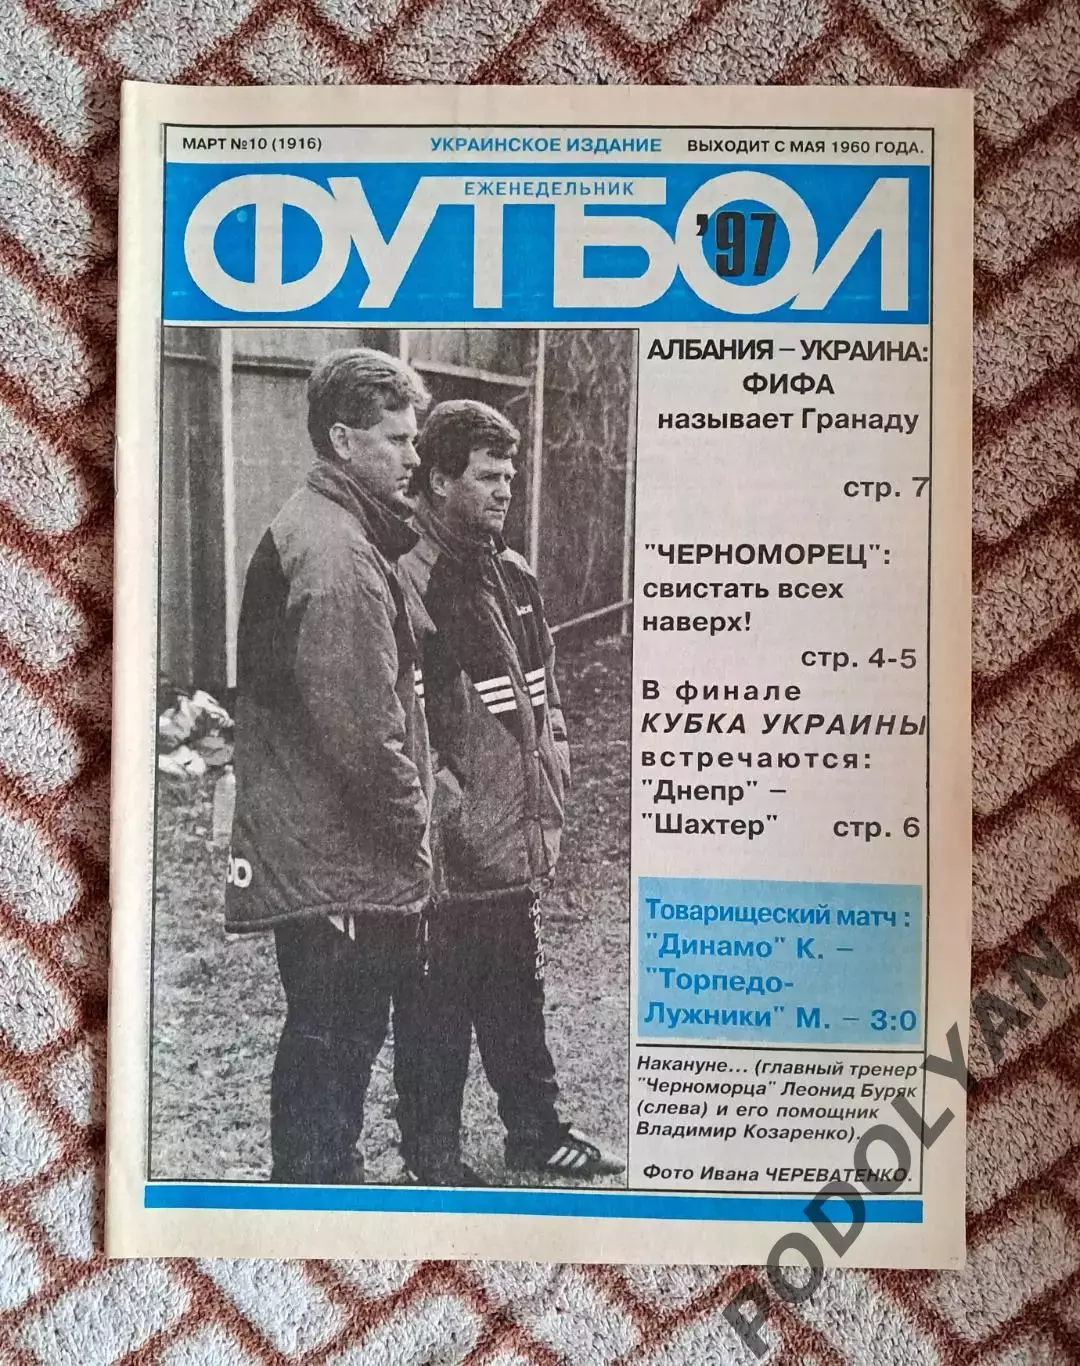 МАРТ №10 (1916)
УКРАИНСКОЕ ИЗДАНИЕ
ВЫХОДИТ С МАЯ 1960 ГОДА.
ЕЖЕНЕДЕЛЬНИК
ФУТБОЛ
'97
АЛБАНИЯ – УКРАИНА:
ФИФА
называет Гранаду
стр. 7
"ЧЕРНОМОРЕЦ":
свистать всех
наверх!
стр. 4-5
В финале
КУБКА УКРАИНЫ
встречаются:
"Днепр" –
"Шахтер" стр. 6
Товарищеский матч :
"Динамо" К. –
"Торпедо-
Лужники" М. – 3:0
Накануне... (главный тренер
"Черноморца" Леонид Буряк
(слева) и его помощник
Владимир Козаренко).
Фото Ивана ЧЕРЕВАТЕНКО.
PODOLYAN